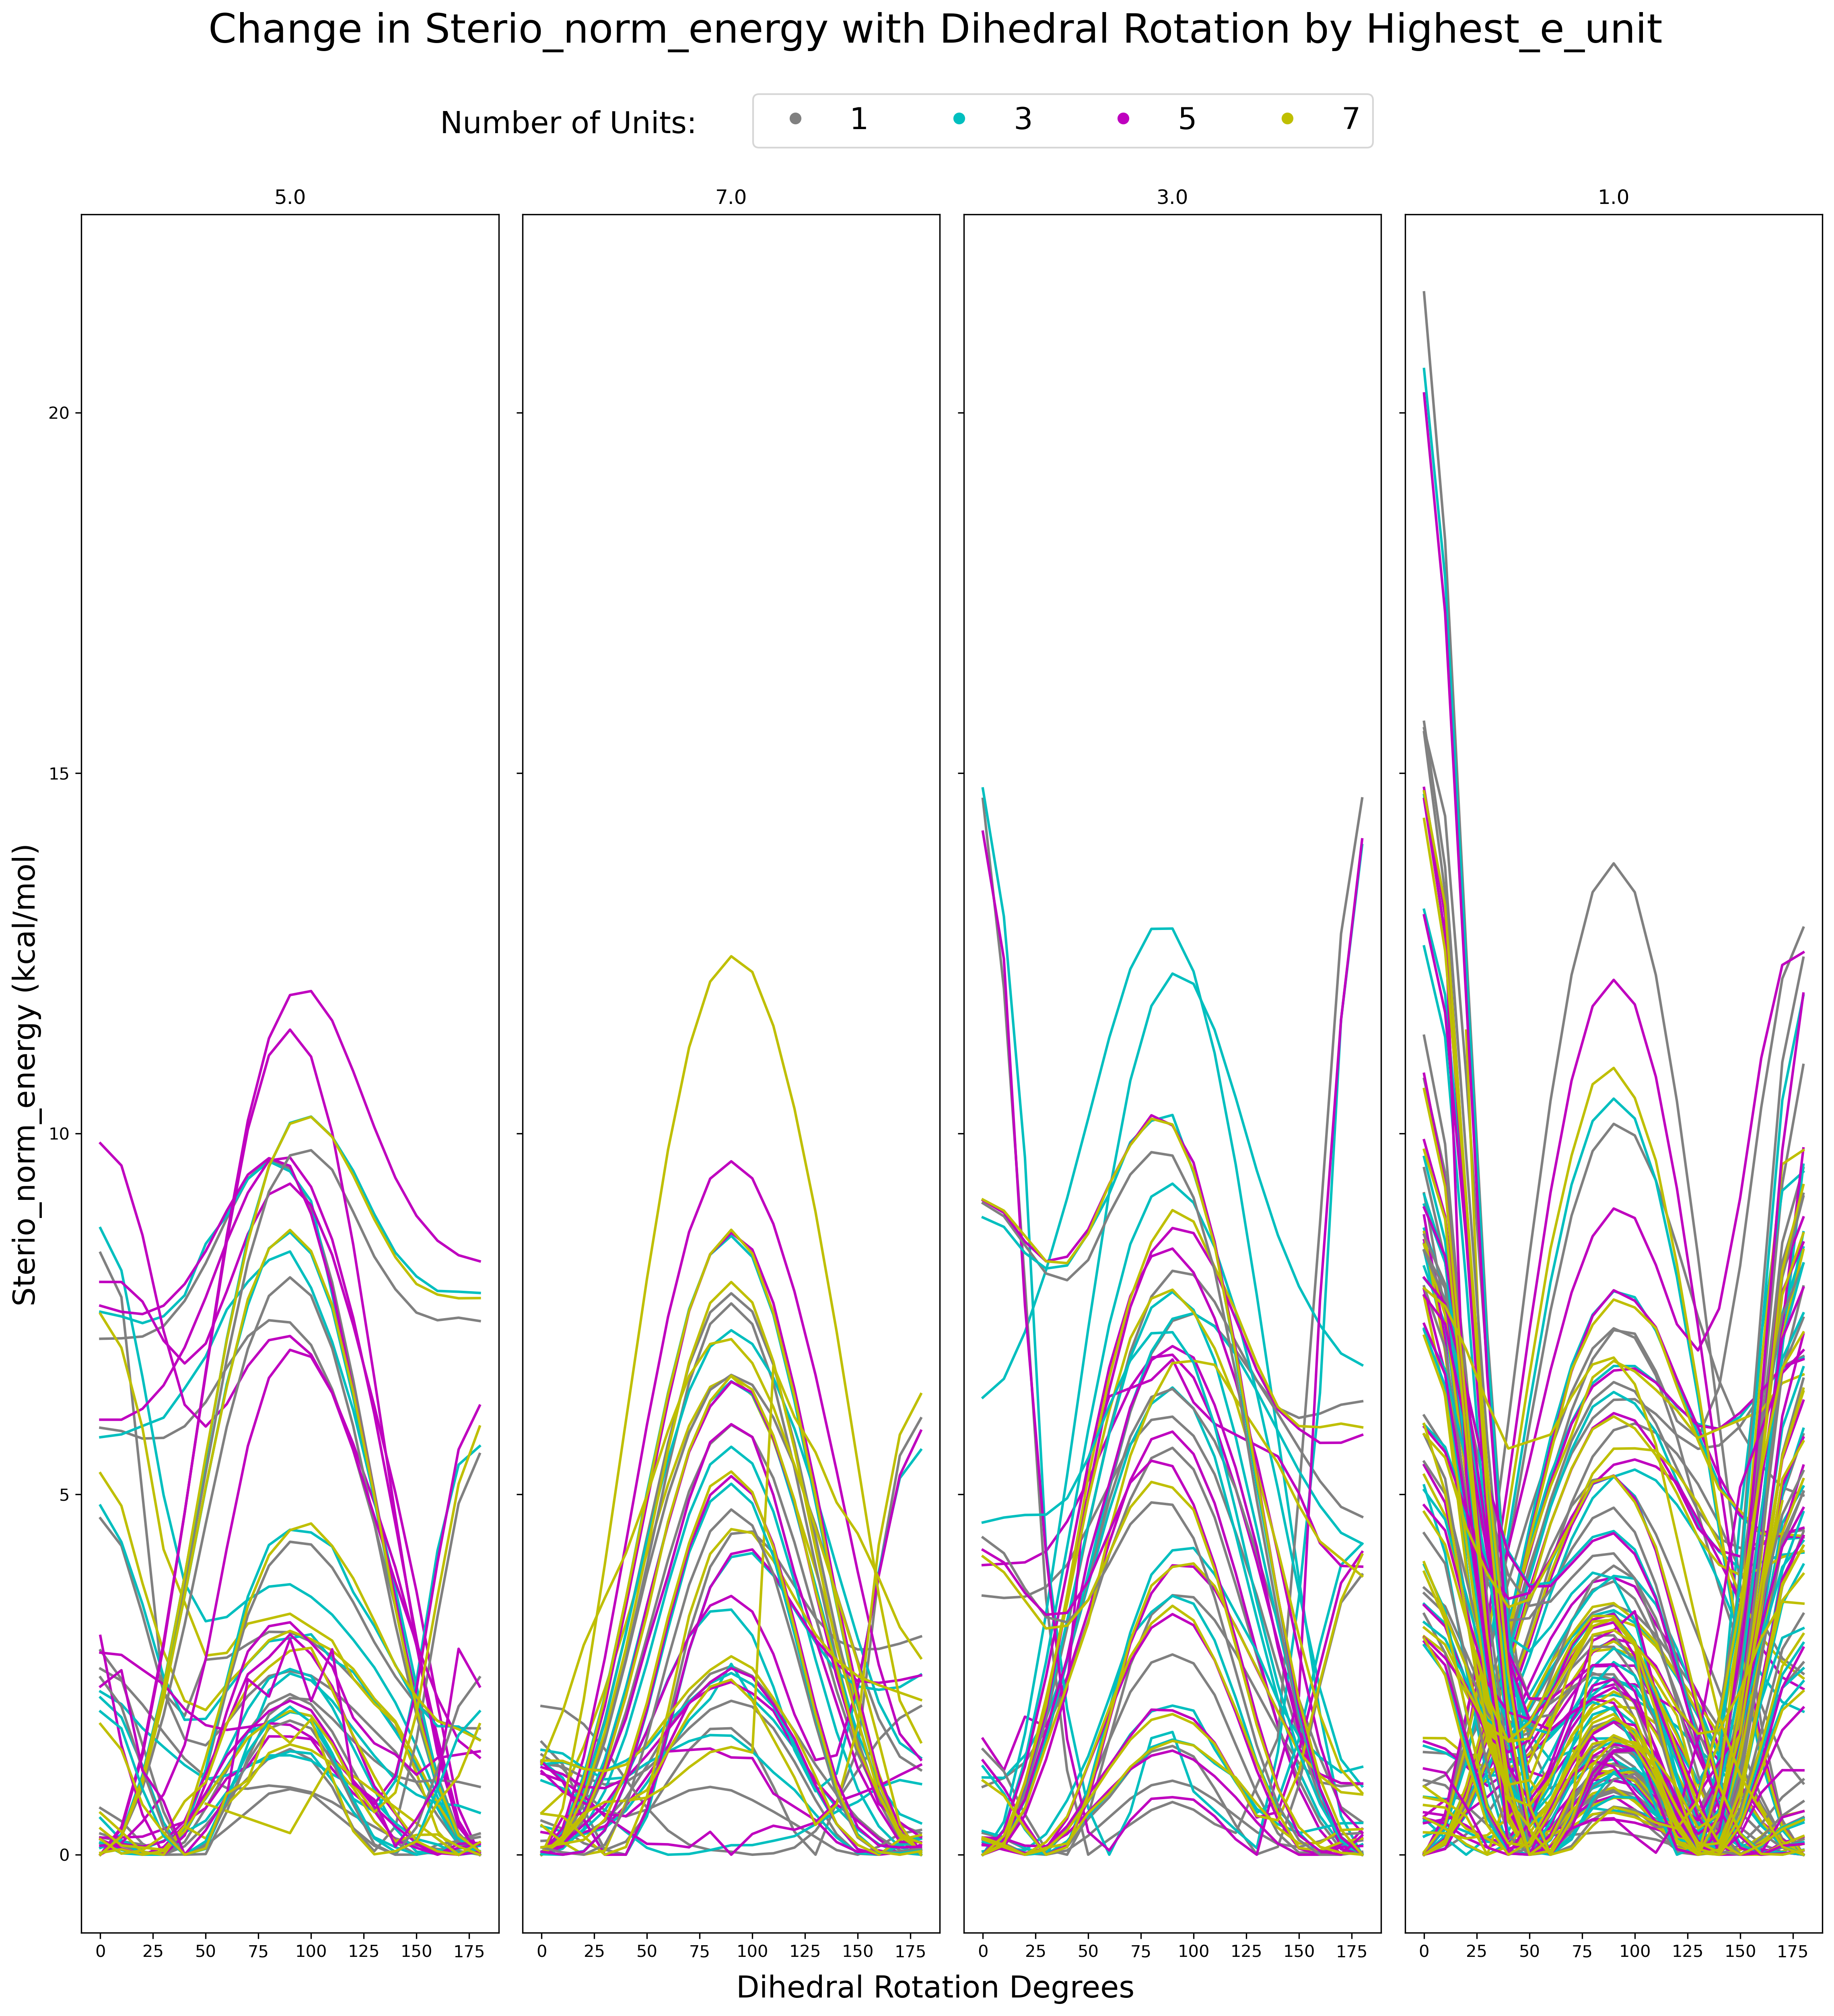 Change in Sterio_norm_energy with Dihedral Rotation by Highest_e_unit
Number of Units: 1 3 5 7
5.0 7.0 3.0 1.0
Sterio_norm_energy (kcal/mol)
20
15
10
5
0
0 25 50 75 100 125 150 175 0 25 50 75 100 125 150 175 0 25 50 75 100 125 150 175 0 25 50 75 100 125 150 175
Dihedral Rotation Degrees